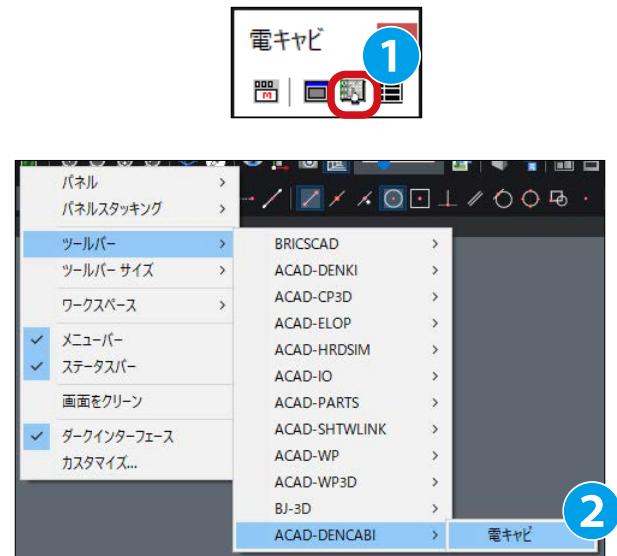 電キャビ
1
パネル
パネルスタッキング
ツールバー
ツールバー サイズ
ワークスペース
メニューバー
ステータスバー
画面をクリーン
ダークインターフェース
カスタマイズ...
BRICSCAD
ACAD-DENKI
ACAD-CP3D
ACAD-ELOP
ACAD-HRDSIM
ACAD-IO
ACAD-PARTS
ACAD-SHTWLINK
ACAD-WP
ACAD-WP3D
BJ-3D
ACAD-DENCABI
電キャビ
2